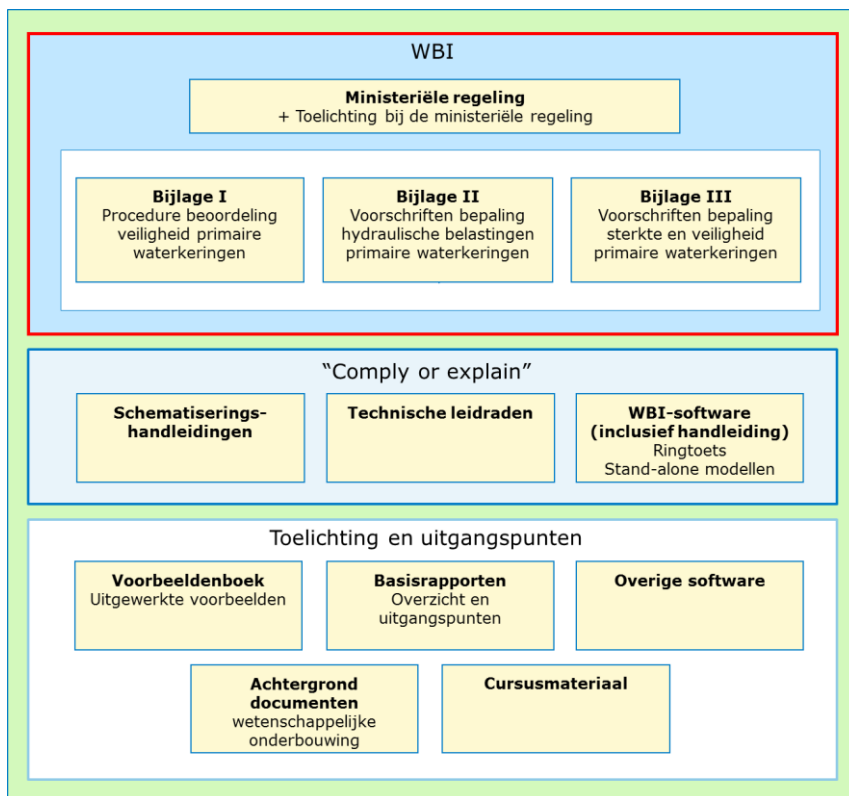 WBI
Ministeriële regeling
+ Toelichting bij de ministeriële regeling
Bijlage I
Procedure beoordeling
veiligheid primaire
waterkeringen
Bijlage II
Voorschriften bepaling
hydraulische belastingen
primaire waterkeringen
Bijlage III
Voorschriften bepaling
sterkte en veiligheid
primaire waterkeringen
“Comply or explain”
Schematiserings-
handleidingen
Technische leidraden
WBI-software
(inclusief handleiding)
Ringtoets
Stand-alone modellen
Toelichting en uitgangspunten
Voorbeeldenboek
Uitgewerkte voorbeelden
Basisrapporten
Overzicht en
uitgangspunten
Overige software
Achtergrond
documenten
wetenschappelijke
onderbouwing
Cursusmateriaal